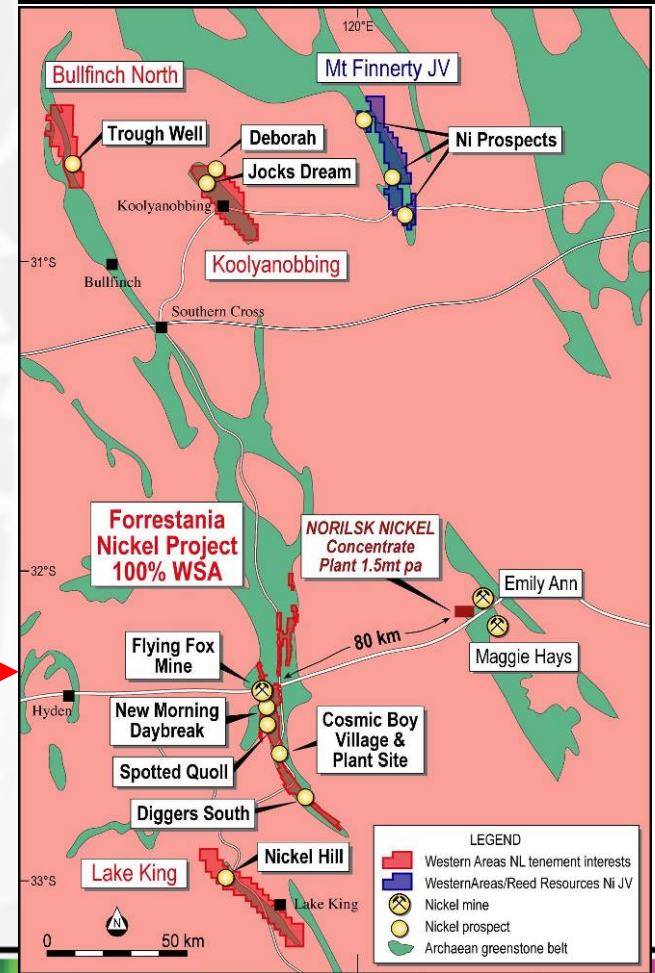 120°E
Bullfinch North
Mt Finnerty JV
Trough Well
Deborah
Jocks Dream
Ni Prospects
Koolyanobbing
Koolyanobbing
31°S
Bullfinch
Southern Cross
Forrestania
Nickel Project
100% WSA
NORILSK NICKEL
Concentrate
Plant 1.5mt pa
32°S
Emily Ann
80 km
Maggie Hays
Flying Fox
Mine
Hyden
New Morning
Daybreak
Cosmic Boy
Village &
Plant Site
Spotted Quoll
Diggers South
Nickel Hill
Lake King
33°S
Lake King
N
0 50 km
LEGEND
Western Areas NL tenement interests
WesternAreas/Reed Resources Ni JV
Nickel mine
Nickel prospect
Archaean greenstone belt